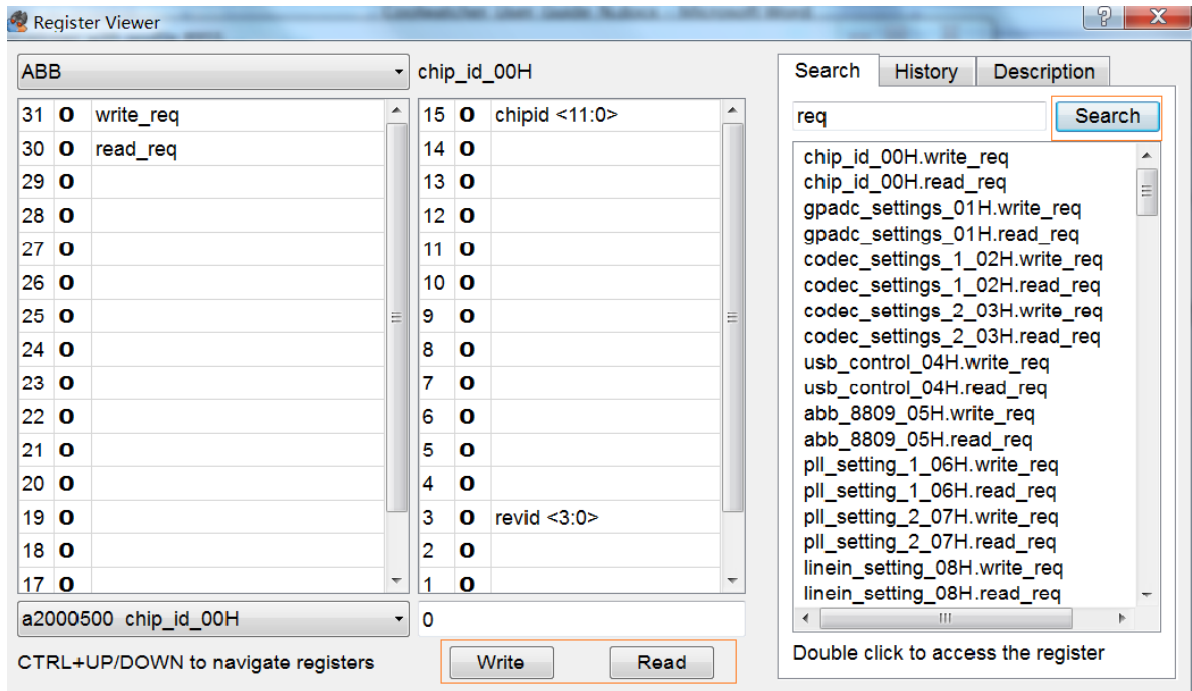 Register Viewer
ABB
chip_id_00H
31 0 write_req
30 0 read_req
29 0
28 0
27 0
26 0
25 0
24 0
23 0
22 0
21 0
20 0
19 0
18 0
17 0
15 0 chipid <11:0>
14 0
13 0
12 0
11 0
10 0
9 0
8 0
7 0
6 0
5 0
4 0
3 0 revid <3:0>
2 0
1 0
a2000500 chip_id_00H
0
CTRL+UP/DOWN to navigate registers
Write
Read
Search
History
Description
req
Search
chip_id_00H.write_req
chip_id_00H.read_req
gpadc_settings_01H.write_req
gpadc_settings_01H.read_req
codec_settings_1_02H.write_req
codec_settings_1_02H.read_req
codec_settings_2_03H.write_req
codec_settings_2_03H.read_req
usb_control_04H.write_req
usb_control_04H.read_req
abb_8809_05H.write_req
abb_8809_05H.read_req
pll_setting_1_06H.write_req
pll_setting_1_06H.read_req
pll_setting_2_07H.write_req
pll_setting_2_07H.read_req
linein_setting_08H.write_req
linein_setting_08H.read_req
Double click to access the register